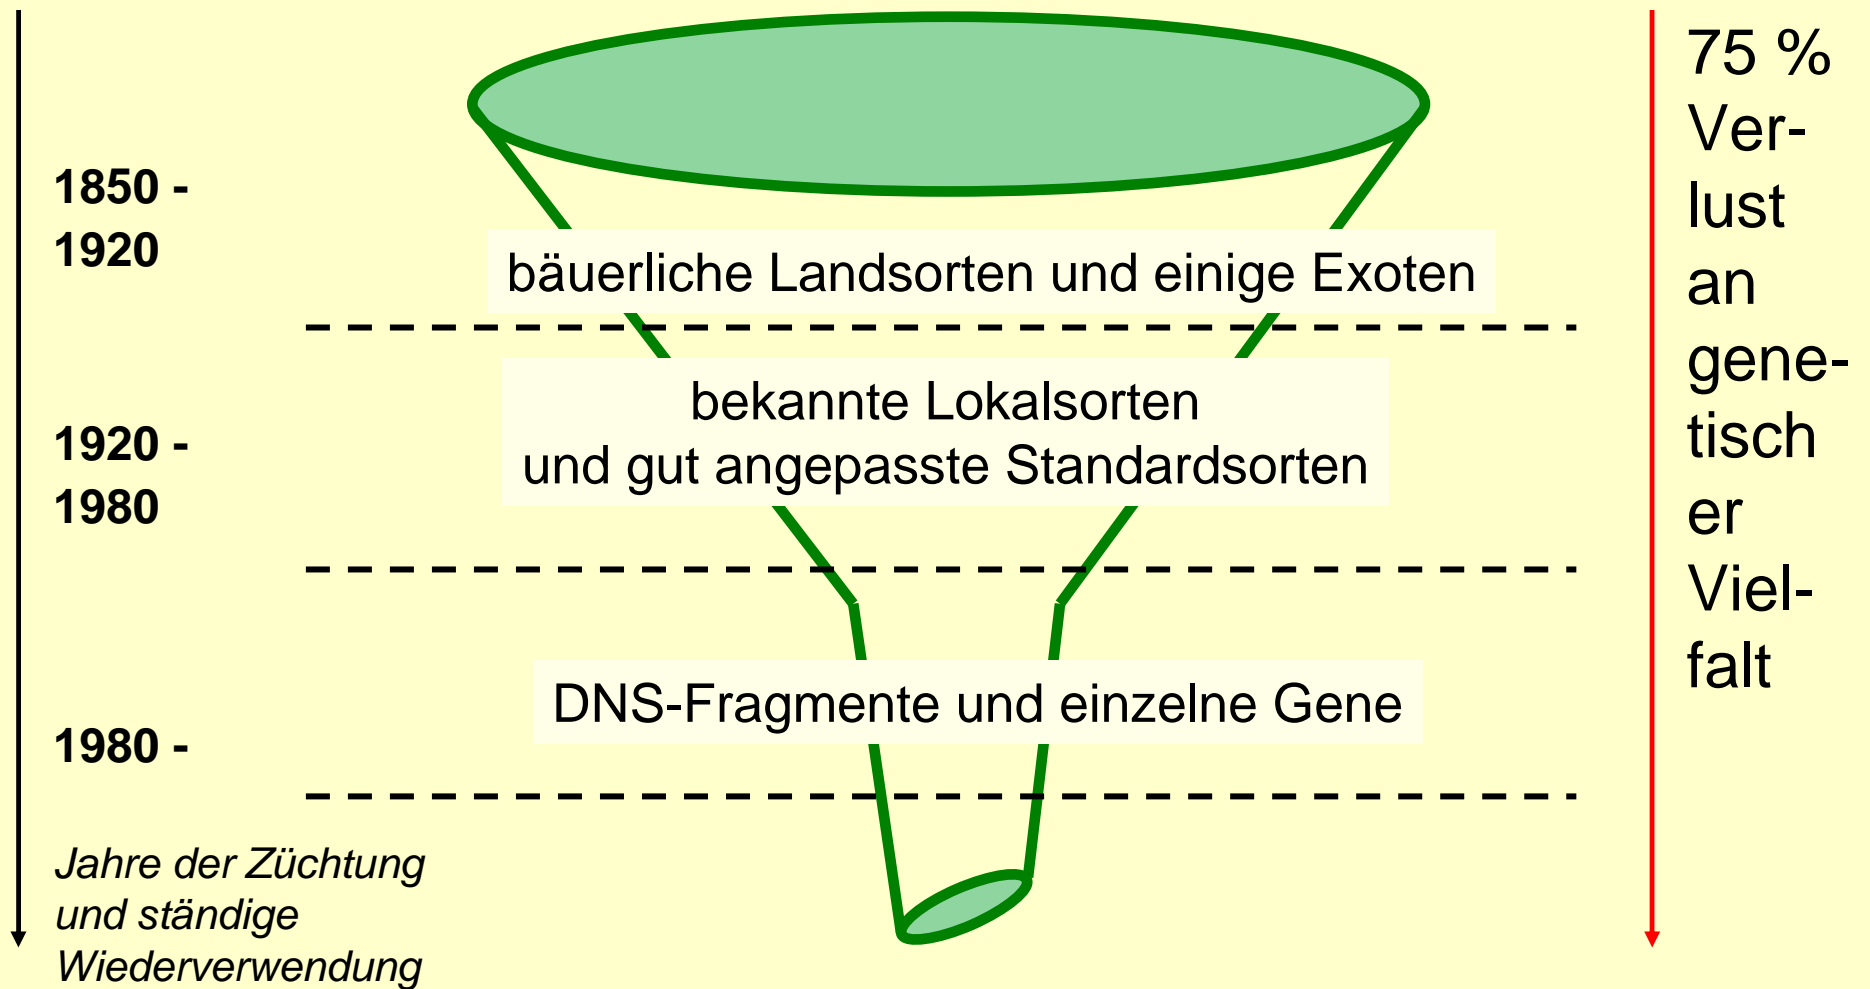 1850 -
1920
bäuerliche Landsorten und einige Exoten
bekannte Lokalsorten
und gut angepasste Standardsorten
1920 -
1980
DNS-Fragmente und einzelne Gene
1980 -
Jahre der Züchtung
und ständige
Wiederverwendung
75 %
Ver-
lust
an
gene-
tisch
er
Viel-
falt